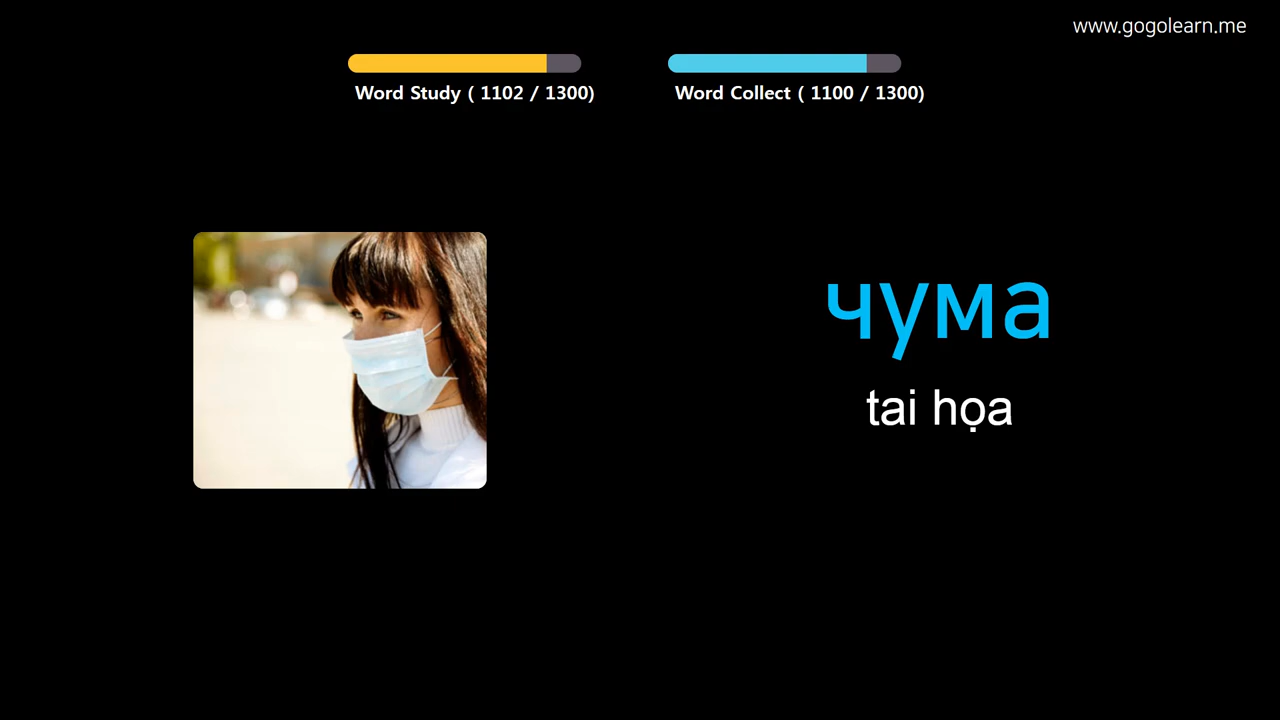 www.gogolearn.me
Word Study ( 1102 / 1300)
Word Collect ( 1100 / 1300)
чума
tai họa